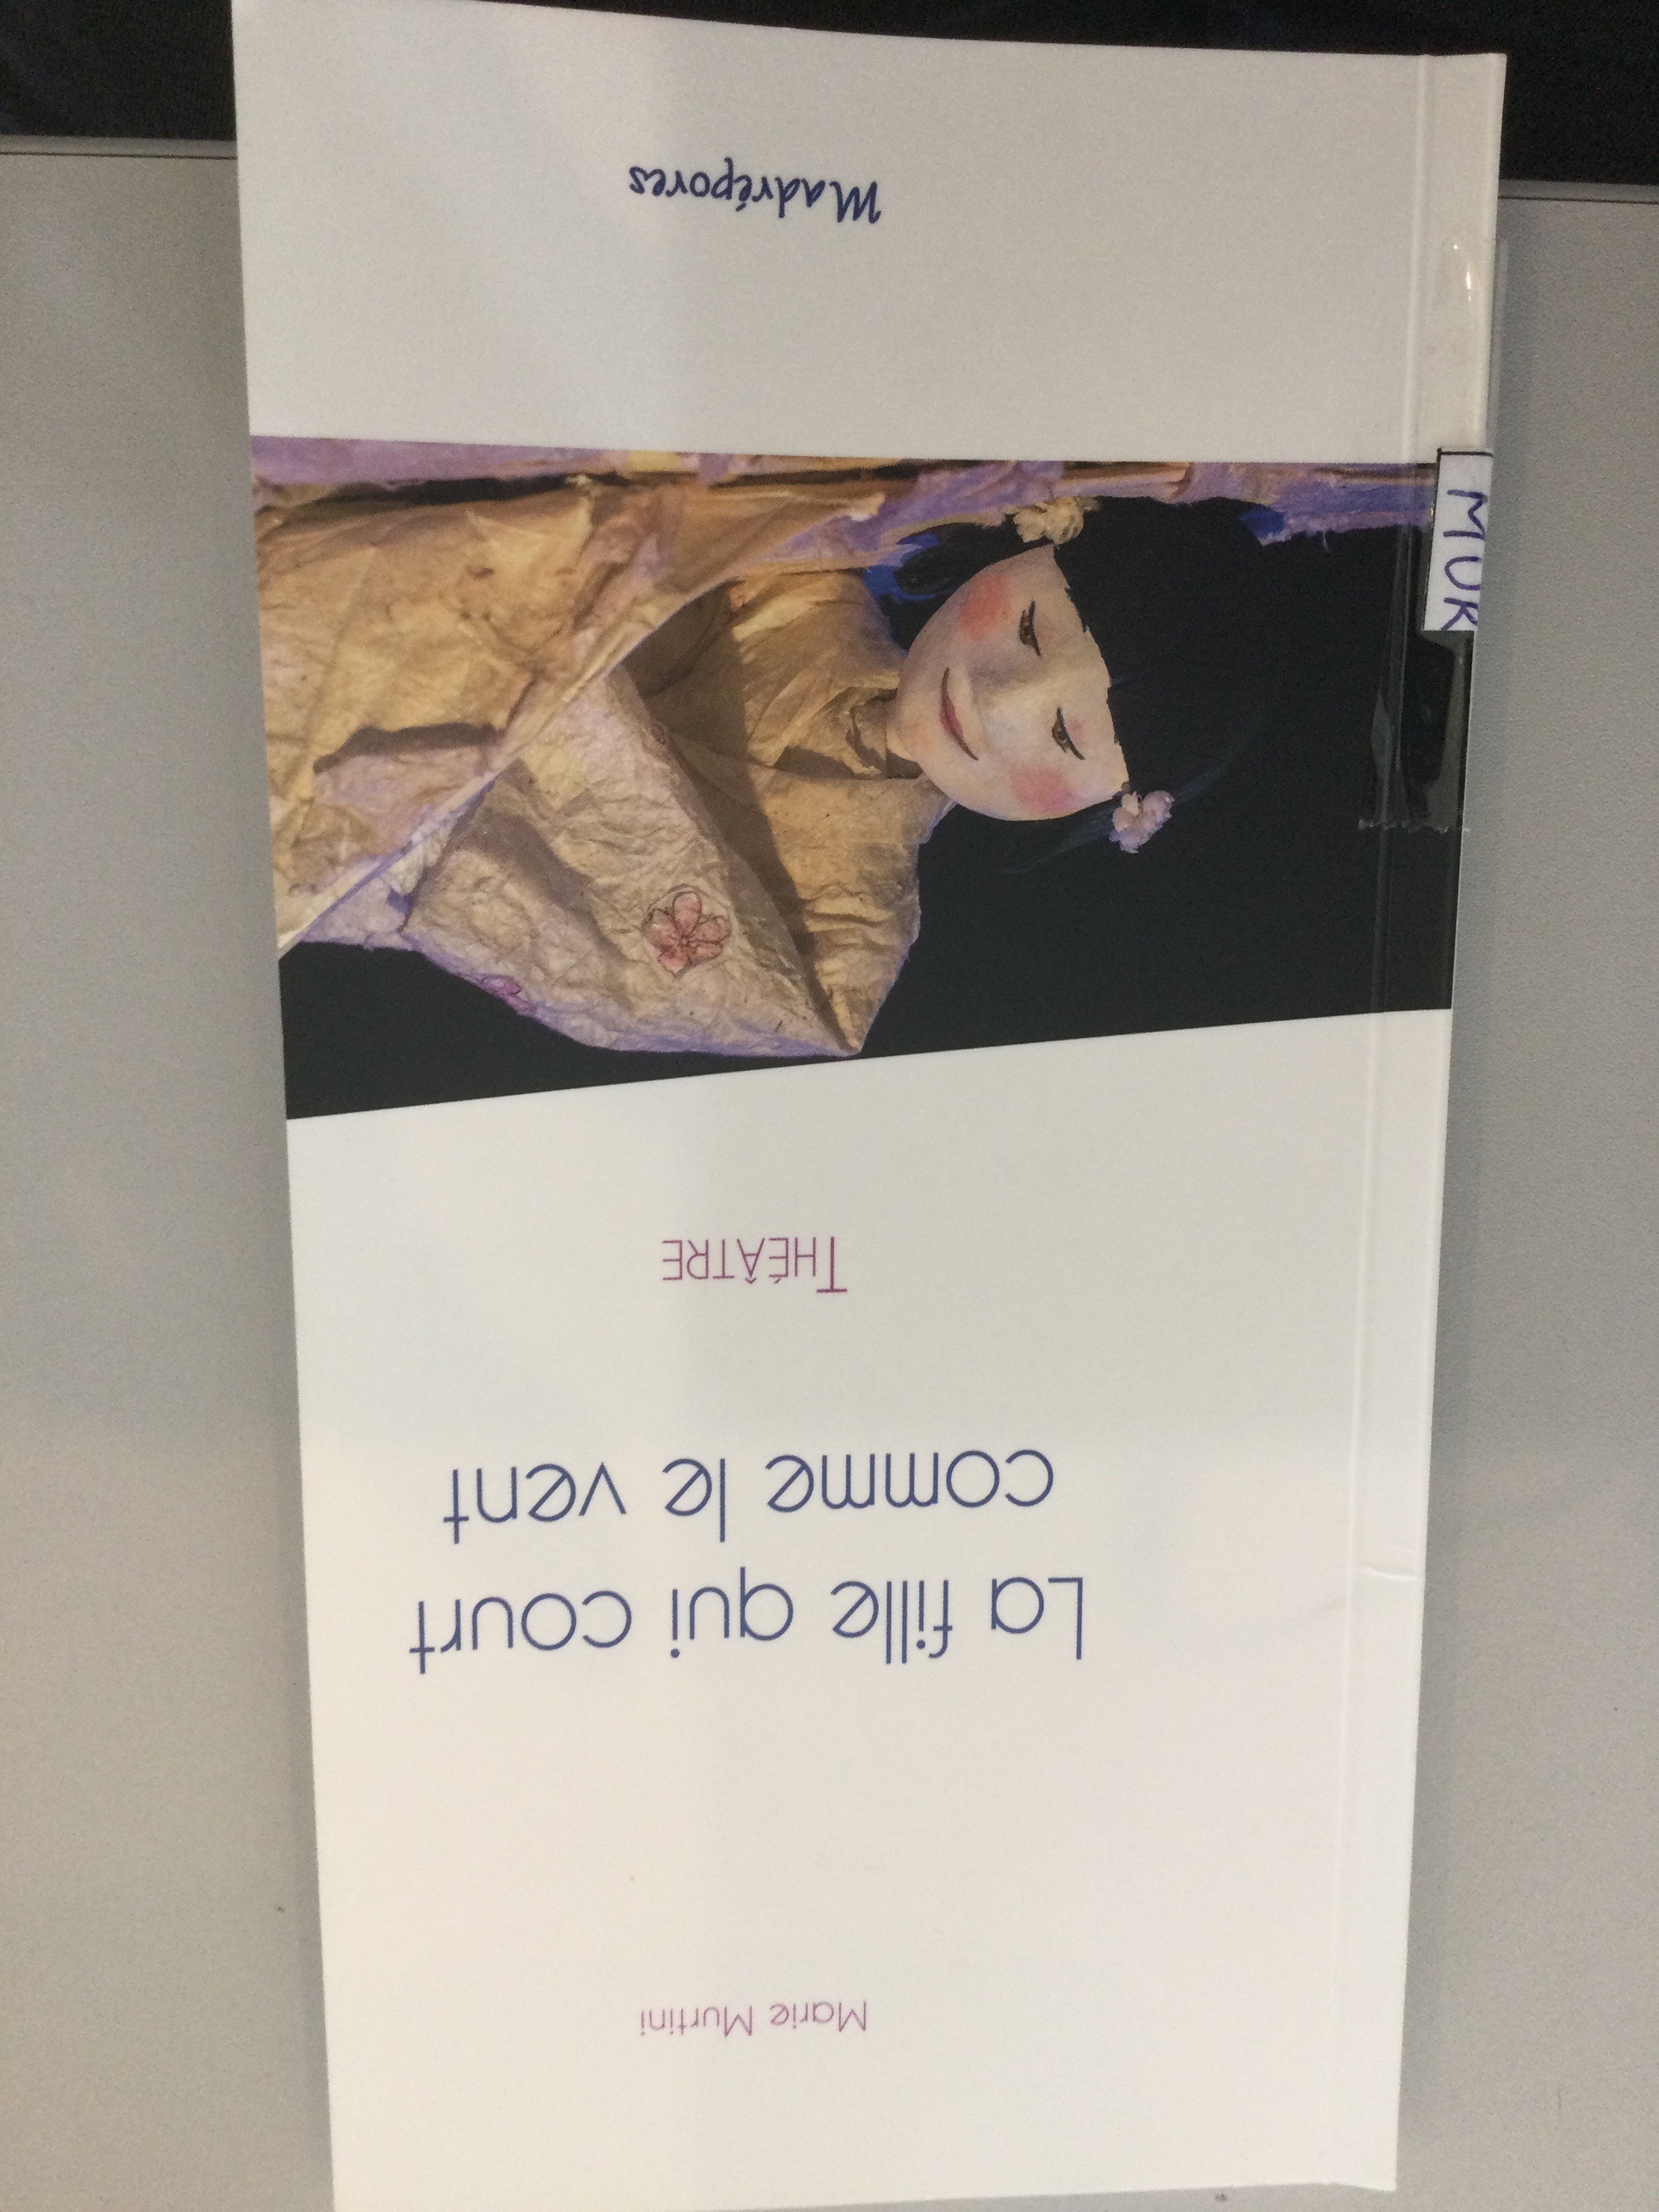 Marie Murtini
La fille qui court
comme le vent
THÉÂTRE
Madrépores
MUR